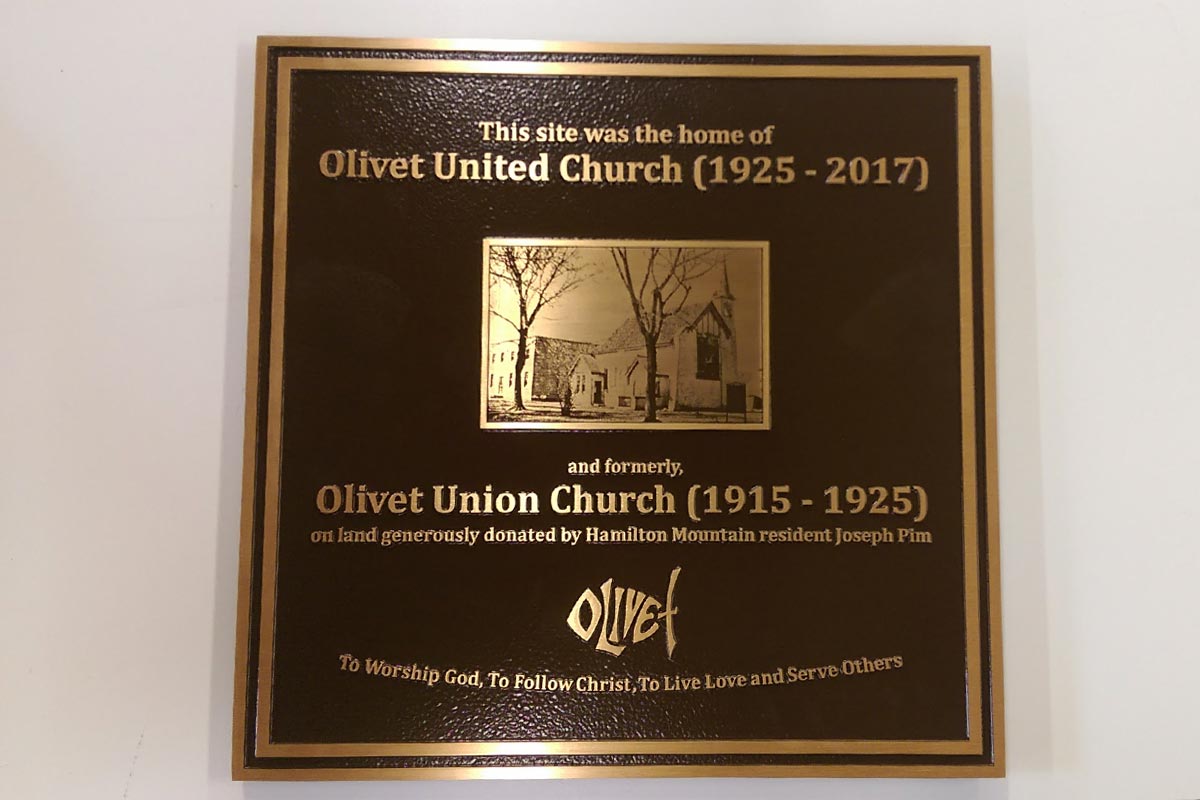 This site was the home of
Olivet United Church (1925 - 2017)
and formerly,
Olivet Union Church (1915 - 1925)
on land generously donated by Hamilton Mountain resident Joseph Pim
OLIVEt
To Worship God, To Follow Christ, To Live Love and Serve Others